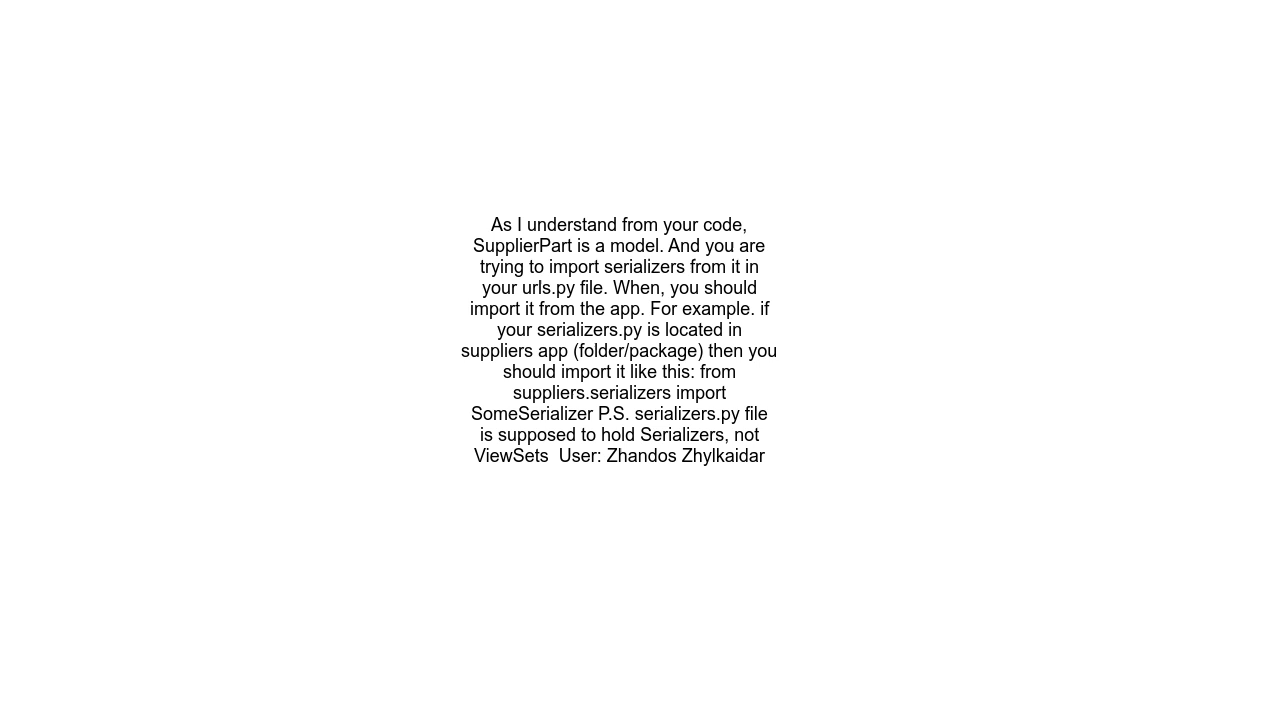 As I understand from your code,
SupplierPart is a model. And you are
trying to import serializers from it in
your urls.py file. When, you should
import it from the app. For example. if
your serializers.py is located in
suppliers app (folder/package) then you
should import it like this: from
suppliers.serializers import
SomeSerializer P.S. serializers.py file
is supposed to hold Serializers, not
ViewSets  User: Zhandos Zhylkaidar